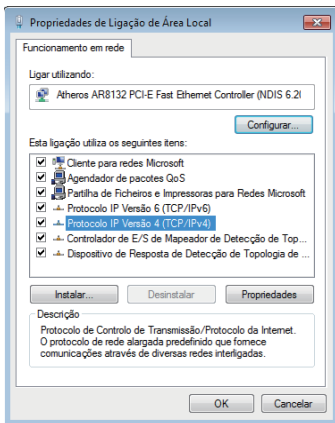 Propriedades de Ligação de Área Local
Funcionamento em rede
Ligar utilizando:
Atheros AR8132 PCI-E Fast Ethernet Controller (NDIS 6.2(
Configurar...
Esta ligação utiliza os seguintes itens:
Cliente para redes Microsoft
Agendador de pacotes QoS
Partilha de Ficheiros e Impressoras para Redes Microsoft
Protocolo IP Versão 6 (TCP/IPv6)
Protocolo IP Versão 4 (TCP/IPv4)
Controlador de E/S de Mapeador de Detecção de Top...
Dispositivo de Resposta de Detecção de Topologia de ...
Instalar...
Desinstalar
Propriedades
Descrição
Protocolo de Controlo de Transmissão/Protocolo da Internet.
O protocolo de rede alargada predefinido que fornece
comunicações através de diversas redes interligadas.
OK
Cancelar